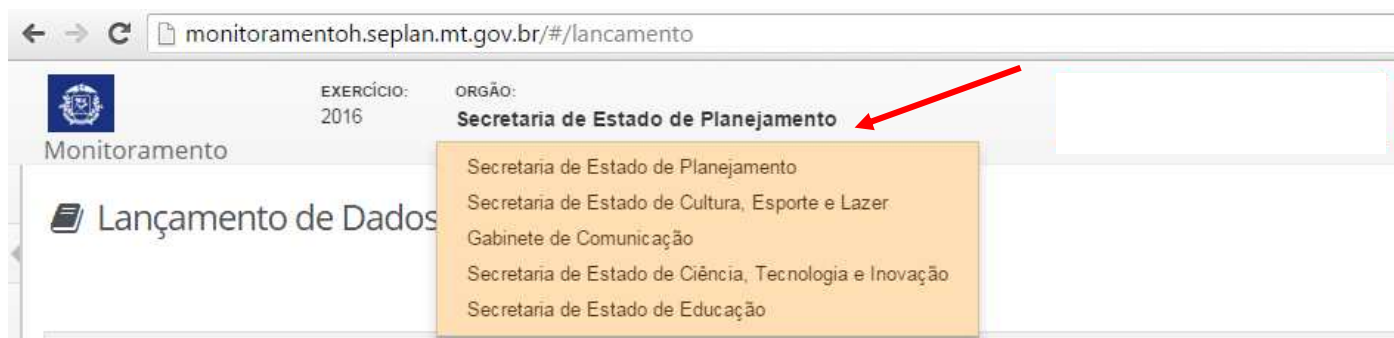 monitoramentoh.seplan.mt.gov.br/#/lancamento
EXERCÍCIO:
2016
ORGÃO:
Secretaria de Estado de Planejamento
Monitoramento
Secretaria de Estado de Planejamento
Secretaria de Estado de Cultura, Esporte e Lazer
Gabinete de Comunicação
Secretaria de Estado de Ciência, Tecnologia e Inovação
Secretaria de Estado de Educação
Lançamento de Dados